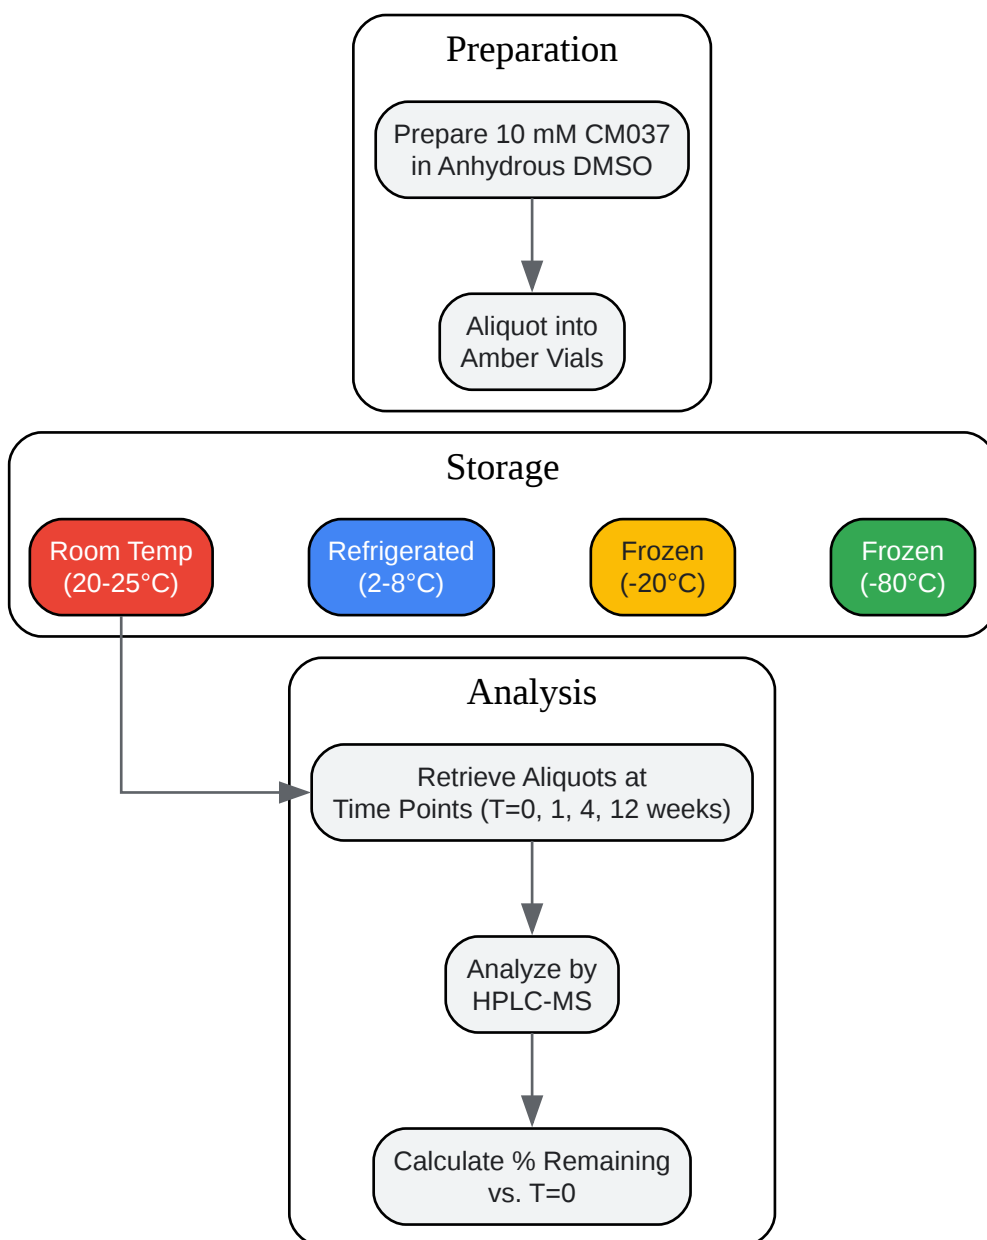 Preparation
Prepare 10 mM CM037
in Anhydrous DMSO
Aliquot into
Amber Vials
Storage
Room Temp
(20-25°C)
Refrigerated
(2-8°C)
Frozen
(-20°C)
Frozen
(-80°C)
Analysis
Retrieve Aliquots at
Time Points (T=0, 1, 4, 12 weeks)
Analyze by
HPLC-MS
Calculate % Remaining
vs. T=0